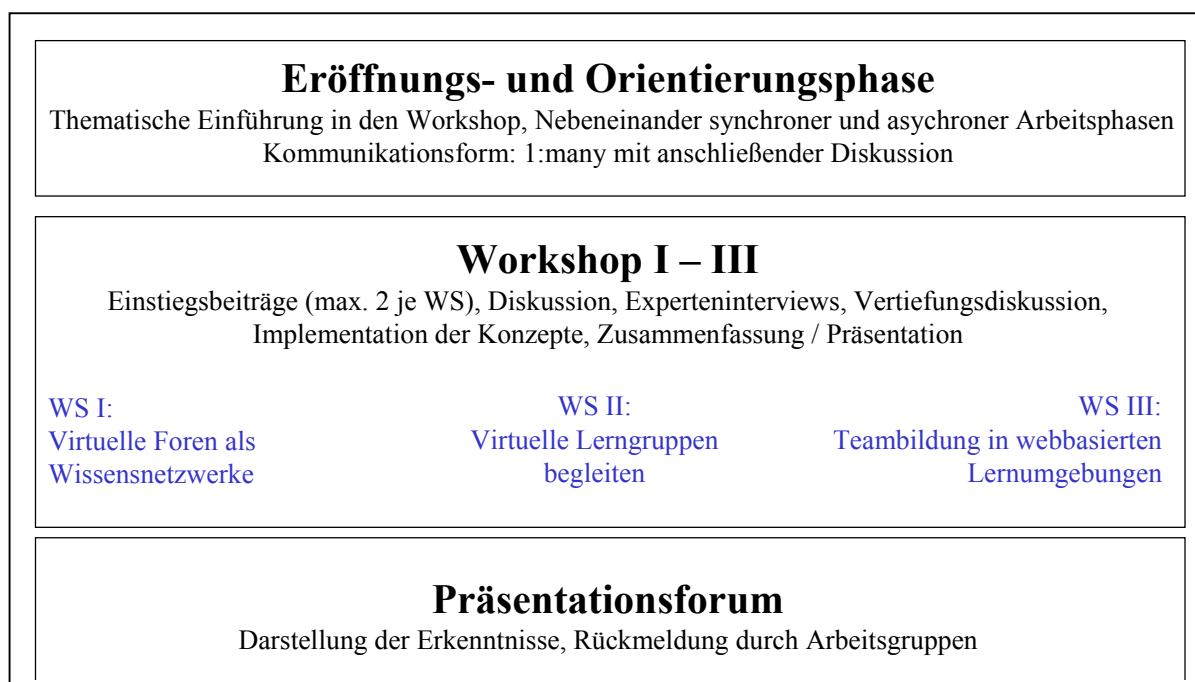 Eröffnungs- und Orientierungsphase
Thematische Einführung in den Workshop, Nebeneinander synchroner und asychroner Arbeitsphasen
Kommunikationsform: 1:many mit anschließender Diskussion
Workshop I – III
Einstiegsbeiträge (max. 2 je WS), Diskussion, Experteninterviews, Vertiefungsdiskussion,
Implementation der Konzepte, Zusammenfassung / Präsentation
WS I:
Virtuelle Foren als
Wissensnetzwerke
WS II:
Virtuelle Lerngruppen
begleiten
WS III:
Teambildung in webbasierten
Lernumgebungen
Präsentationsforum
Darstellung der Erkenntnisse, Rückmeldung durch Arbeitsgruppen